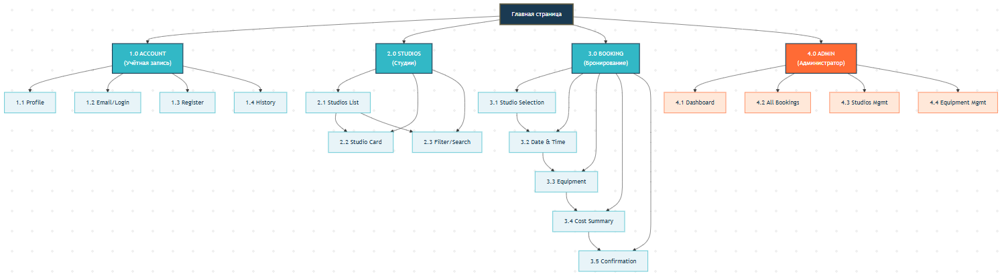 Главная страница
1.0 ACCOUNT
(Учётная запись)
2.0 STUDIOS
(Студии)
3.0 BOOKING
(Бронирование)
4.0 ADMIN
(Администратор)
1.1 Profile
1.2 Email/Login
1.3 Register
1.4 History
2.1 Studios List
3.1 Studio Selection
4.1 Dashboard
4.2 All Bookings
4.3 Studios Mgmt
4.4 Equipment Mgmt
2.2 Studio Card
2.3 Filter/Search
3.2 Date & Time
3.3 Equipment
3.4 Cost Summary
3.5 Confirmation